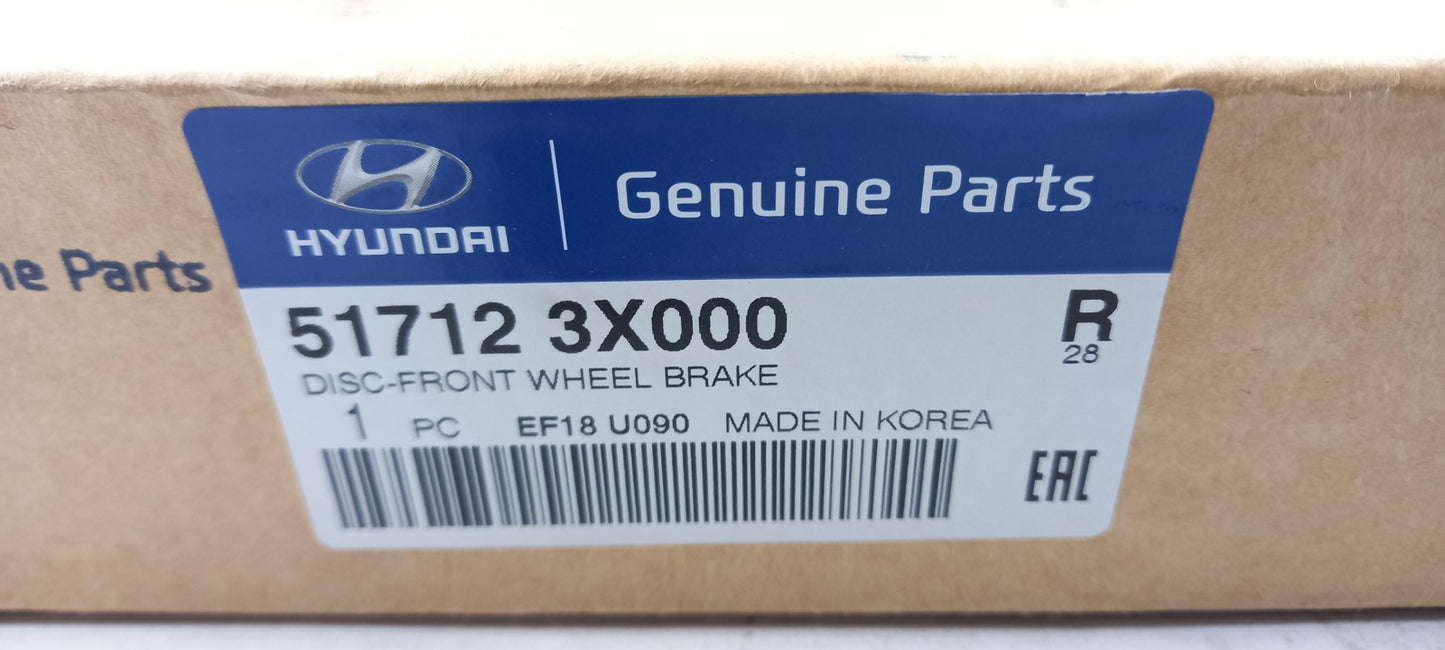 HYUNDAI
Genuine Parts
Parts
51712 3X000
R
28
DISC-FRONT WHEEL BRAKE
1 PC EF18 U090 MADE IN KOREA
EAC